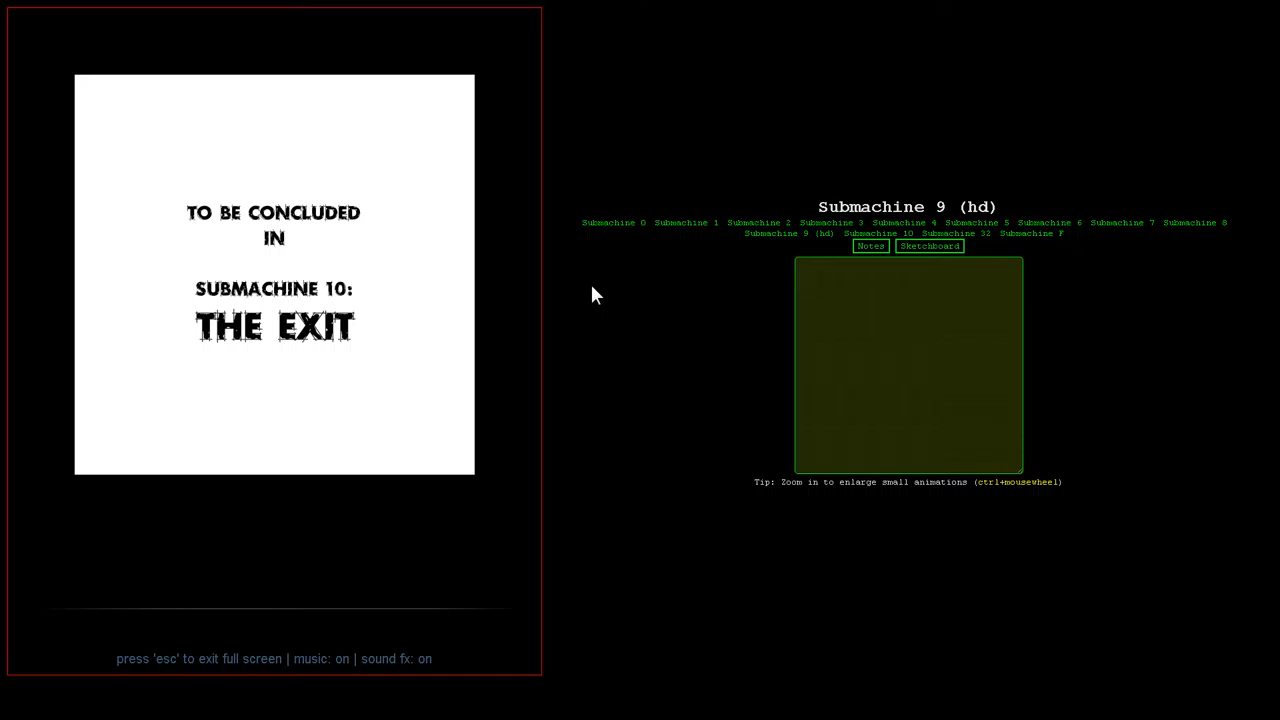 TO BE CONCLUDED
IN
SUBMACHINE 10:
THE EXIT
press 'esc' to exit full screen | music: on | sound fx: on
Submachine 9 (hd)
Submachine 0 Submachine 1 Submachine 2 Submachine 3 Submachine 4 Submachine 5 Submachine 6 Submachine 7 Submachine 8
Submachine 9 (hd) Submachine 10 Submachine 32 Submachine F
Notes Sketchboard
Tip: Zoom in to enlarge small animations (ctrl+mousewheel)